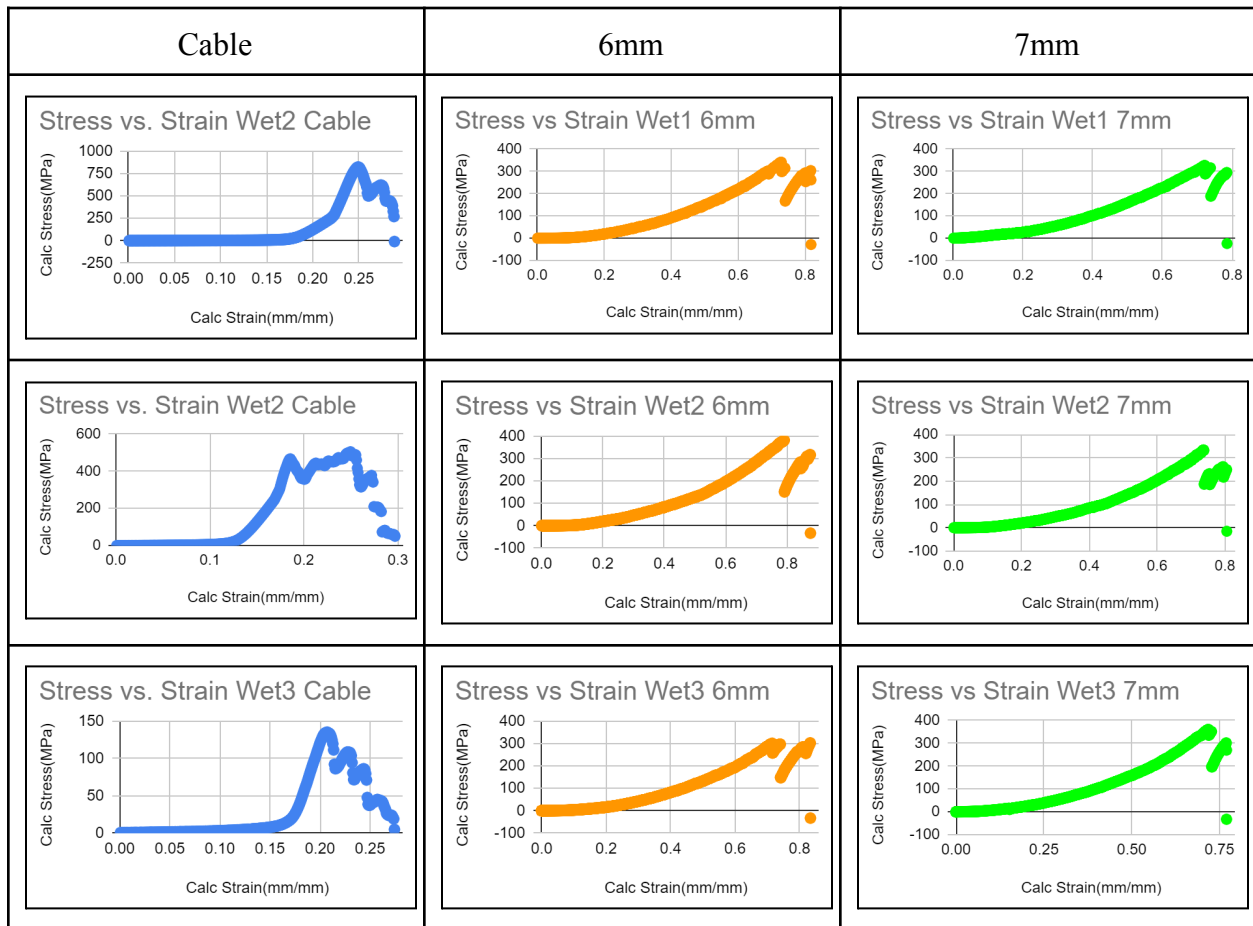 Cable
6mm
7mm
Stress vs. Strain Wet2 Cable
Calc Stress(MPa)
1000
750
500
250
0
-250
0.00 0.05 0.10 0.15 0.20 0.25
Calc Strain(mm/mm)
Stress vs Strain Wet1 6mm
Calc Stress(MPa)
400
300
200
100
0
-100
0.0 0.2 0.4 0.6 0.8
Calc Strain(mm/mm)
Stress vs Strain Wet1 7mm
Calc Stress(MPa)
400
300
200
100
0
-100
0.0 0.2 0.4 0.6 0.8
Calc Strain(mm/mm)
Stress vs. Strain Wet2 Cable
Calc Stress(MPa)
600
400
200
0
0.0 0.1 0.2 0.3
Calc Strain(mm/mm)
Stress vs Strain Wet2 6mm
Calc Stress(MPa)
400
300
200
100
0
-100
0.0 0.2 0.4 0.6 0.8
Calc Strain(mm/mm)
Stress vs Strain Wet2 7mm
Calc Stress(MPa)
400
300
200
100
0
-100
0.0 0.2 0.4 0.6 0.8
Calc Strain(mm/mm)
Stress vs. Strain Wet3 Cable
Calc Stress(MPa)
150
100
50
0
0.00 0.05 0.10 0.15 0.20 0.25
Calc Strain(mm/mm)
Stress vs Strain Wet3 6mm
Calc Stress(MPa)
400
300
200
100
0
-100
0.0 0.2 0.4 0.6 0.8
Calc Strain(mm/mm)
Stress vs Strain Wet3 7mm
Calc Stress(MPa)
400
300
200
100
0
-100
0.00 0.25 0.50 0.75
Calc Strain(mm/mm)